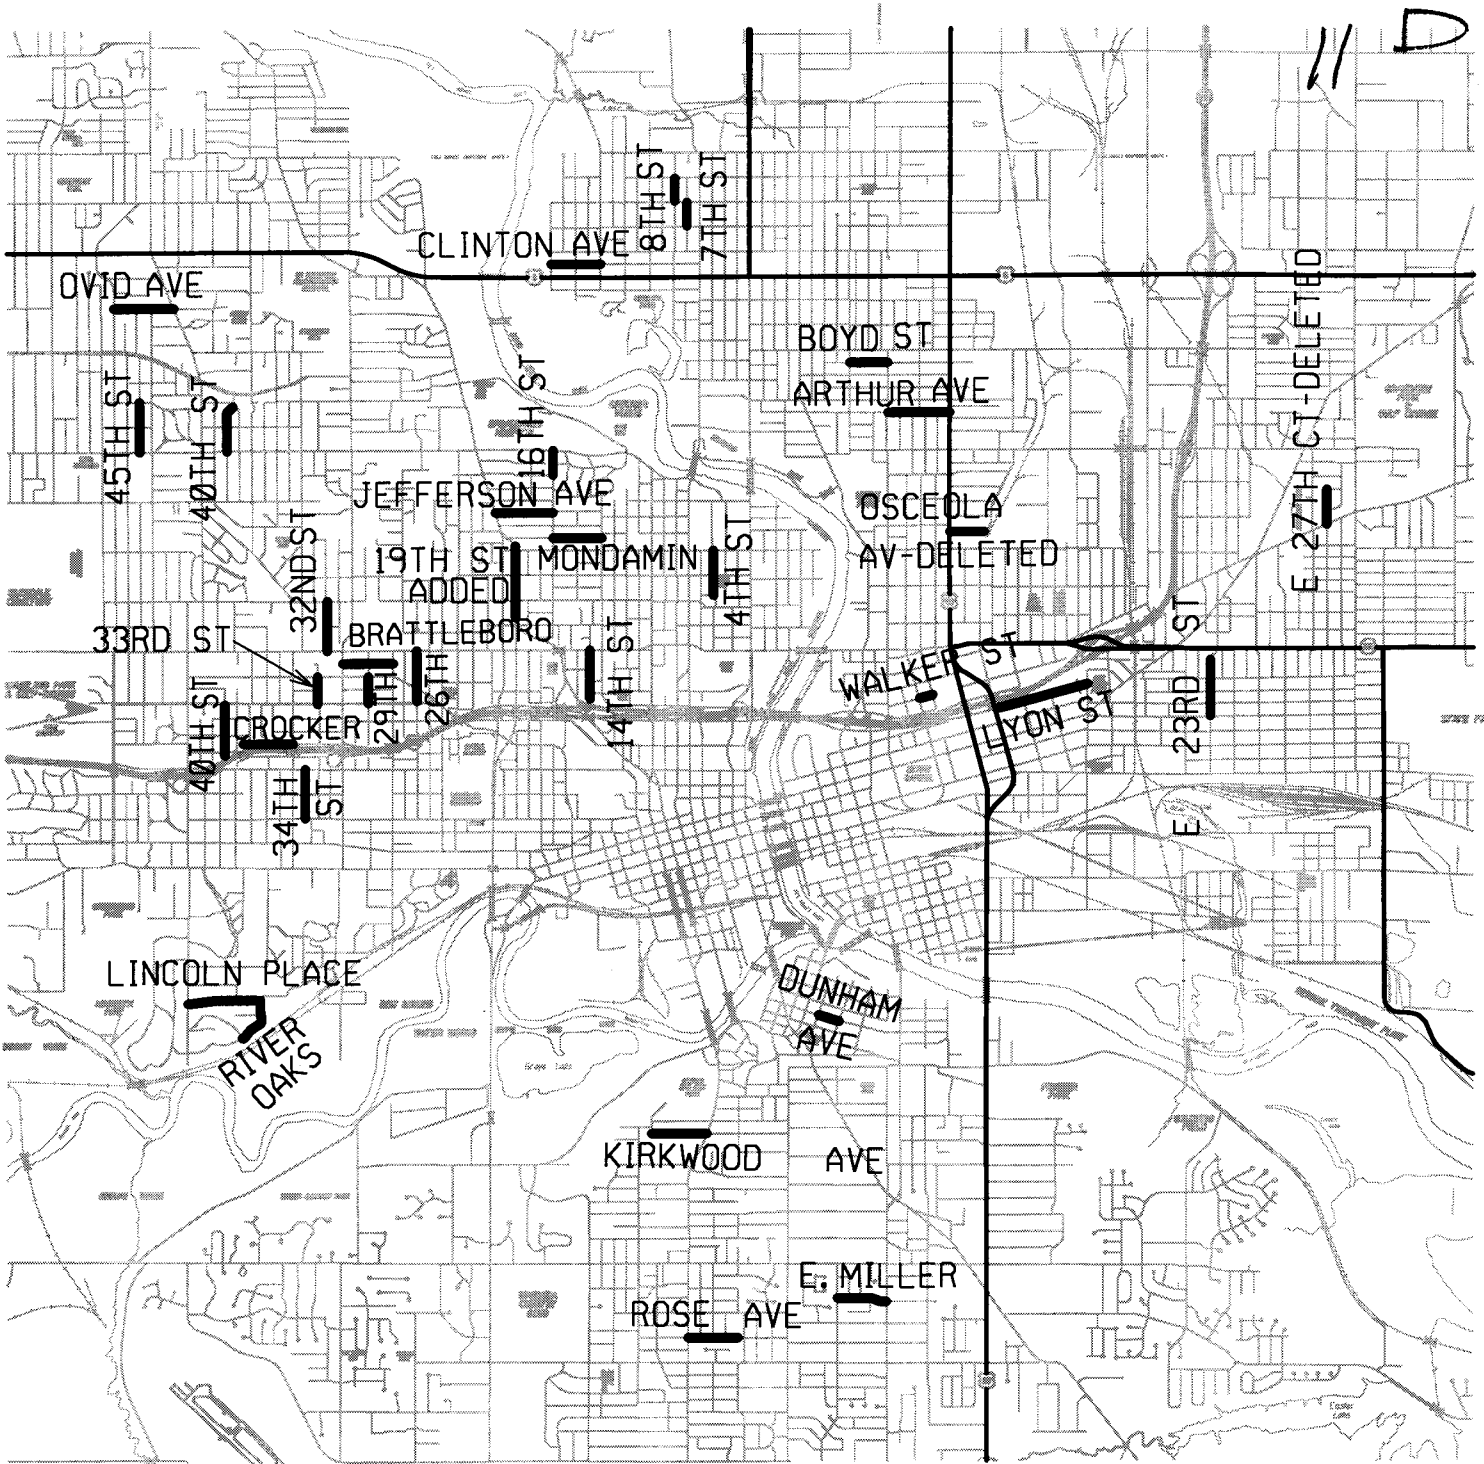 11 D
8TH ST
7TH ST
CLINTON AVE
OVID AVE
E 27TH CT-DELETED
BOYD ST
ARTHUR AVE
16TH ST
45TH ST
40TH ST
JEFFERSON AVE
OSCEOLA
AV-DELETED
32ND ST
19TH ST
ADDED
MONDAMIN
4TH ST
33RD ST
BRATTLEBORO
14TH ST
WALKER ST
E 23RD ST
40TH ST
CROCKER
29TH
26TH
LYON ST
34TH
ST
LINCOLN PLACE
RIVER
OAKS
DUNHAM
AVE
KIRKWOOD AVE
E. MILLER
ROSE AVE